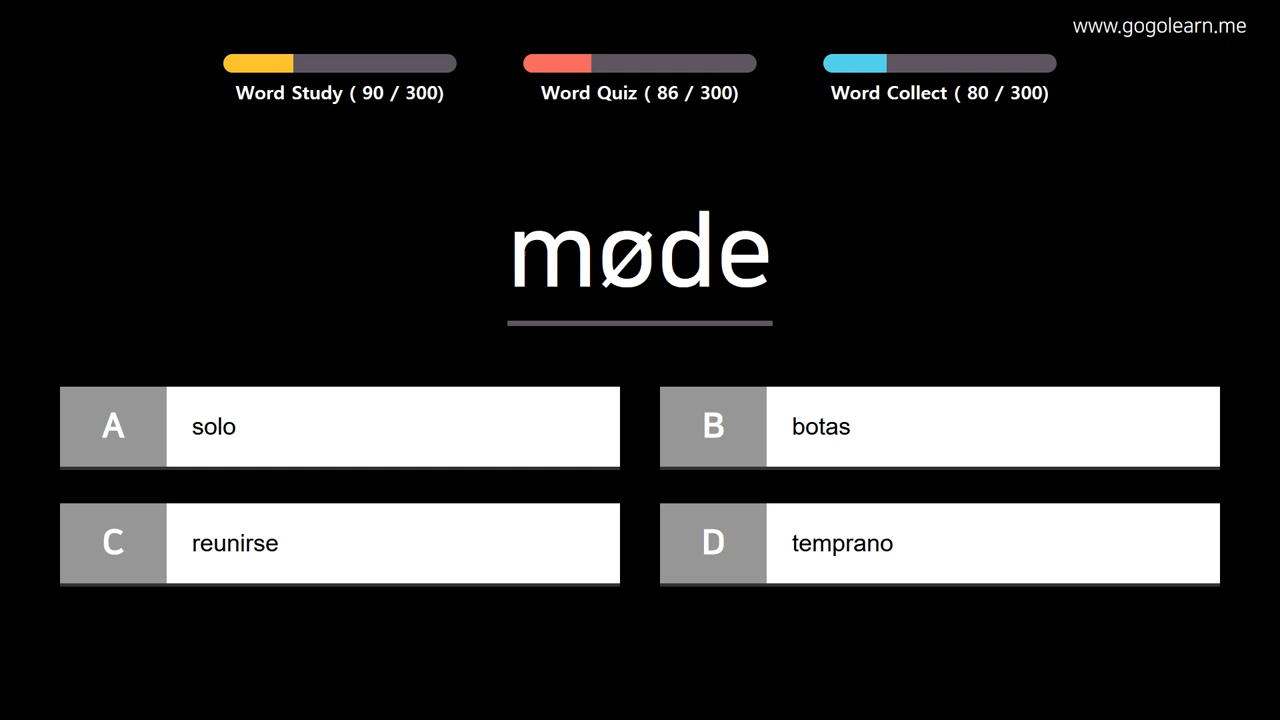 www.gogolearn.me
Word Study ( 90 / 300)
Word Quiz ( 86 / 300)
Word Collect ( 80 / 300)
møde
A solo
B botas
C reunirse
D temprano